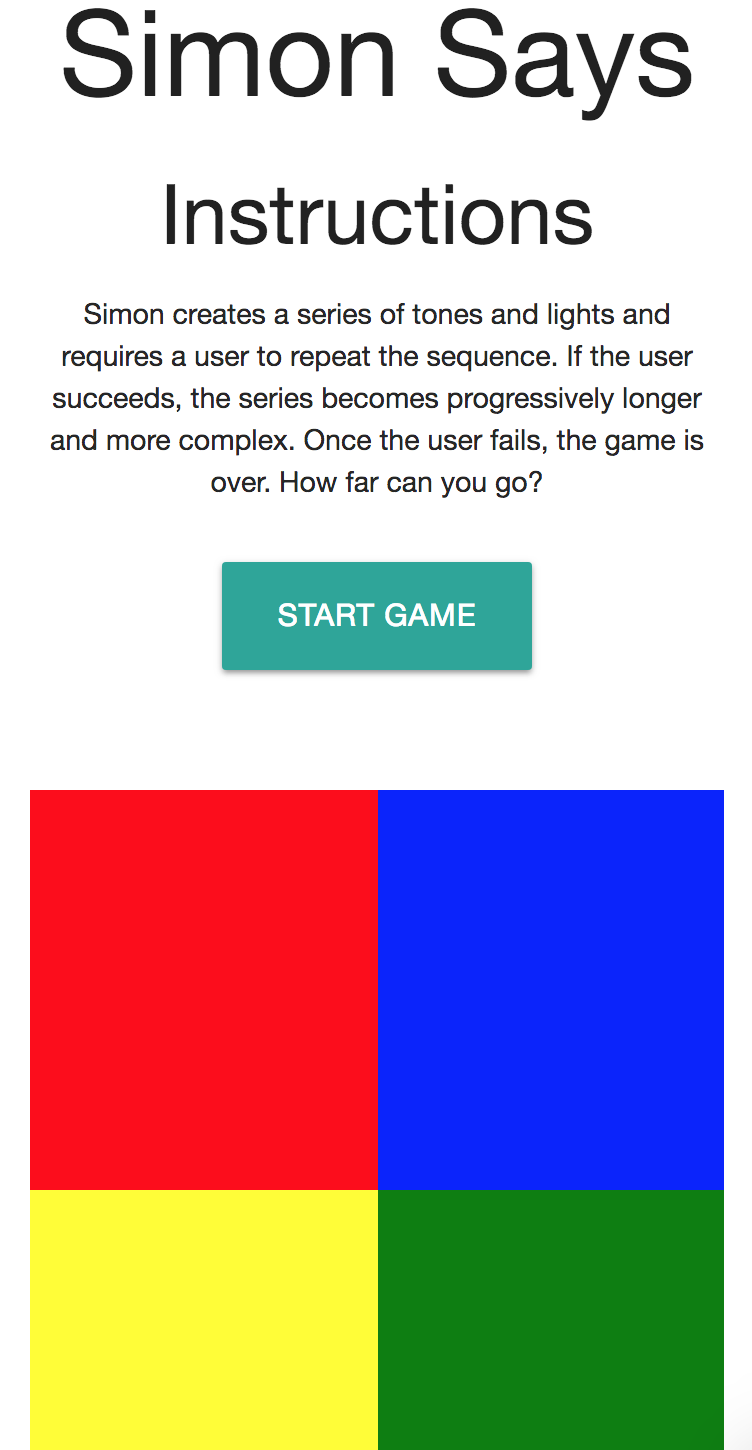 Simon Says
Instructions
Simon creates a series of tones and lights and
requires a user to repeat the sequence. If the user
succeeds, the series becomes progressively longer
and more complex. Once the user fails, the game is
over. How far can you go?
START GAME